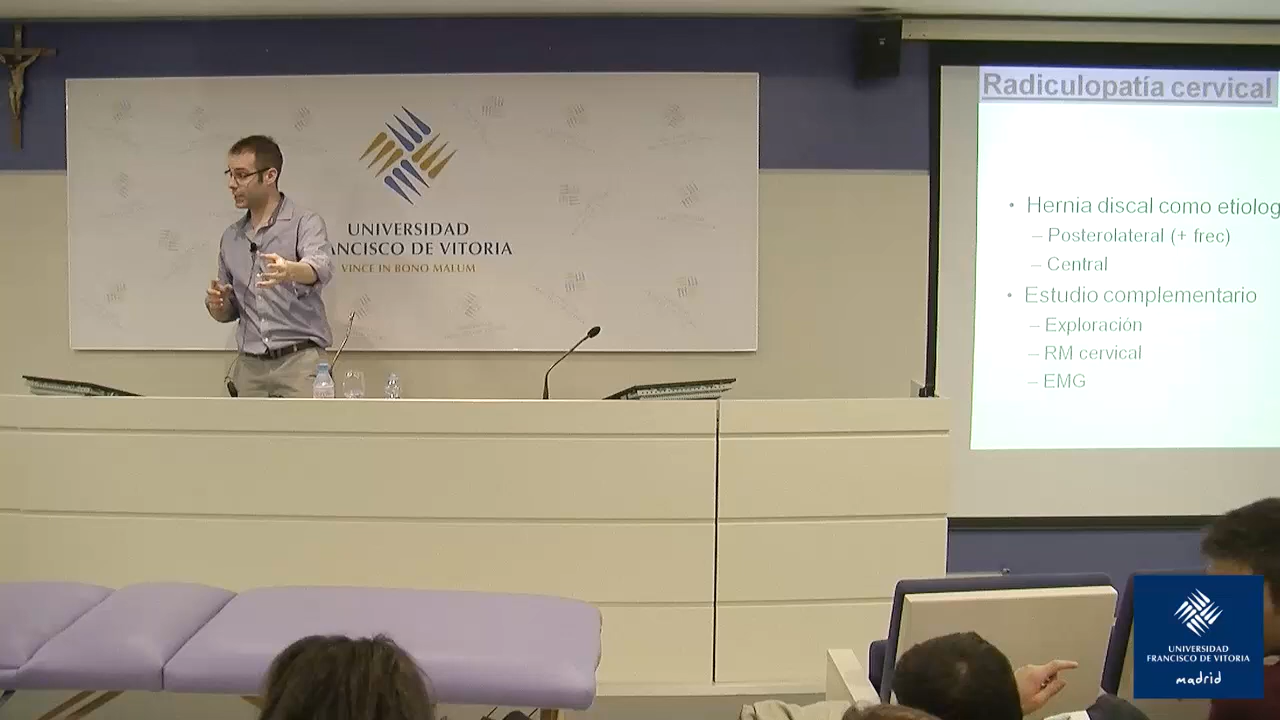 UNIVERSIDAD
ANCISCO DE VITORIA
VINCE IN BONO MALUM
Radiculopatía cervical
• Hernia discal como etiolog
– Posterolateral (+ frec)
– Central
• Estudio complementario
– Exploración
– RM cervical
– EMG
UNIVERSIDAD
FRANCISCO DE VITORIA
madrid